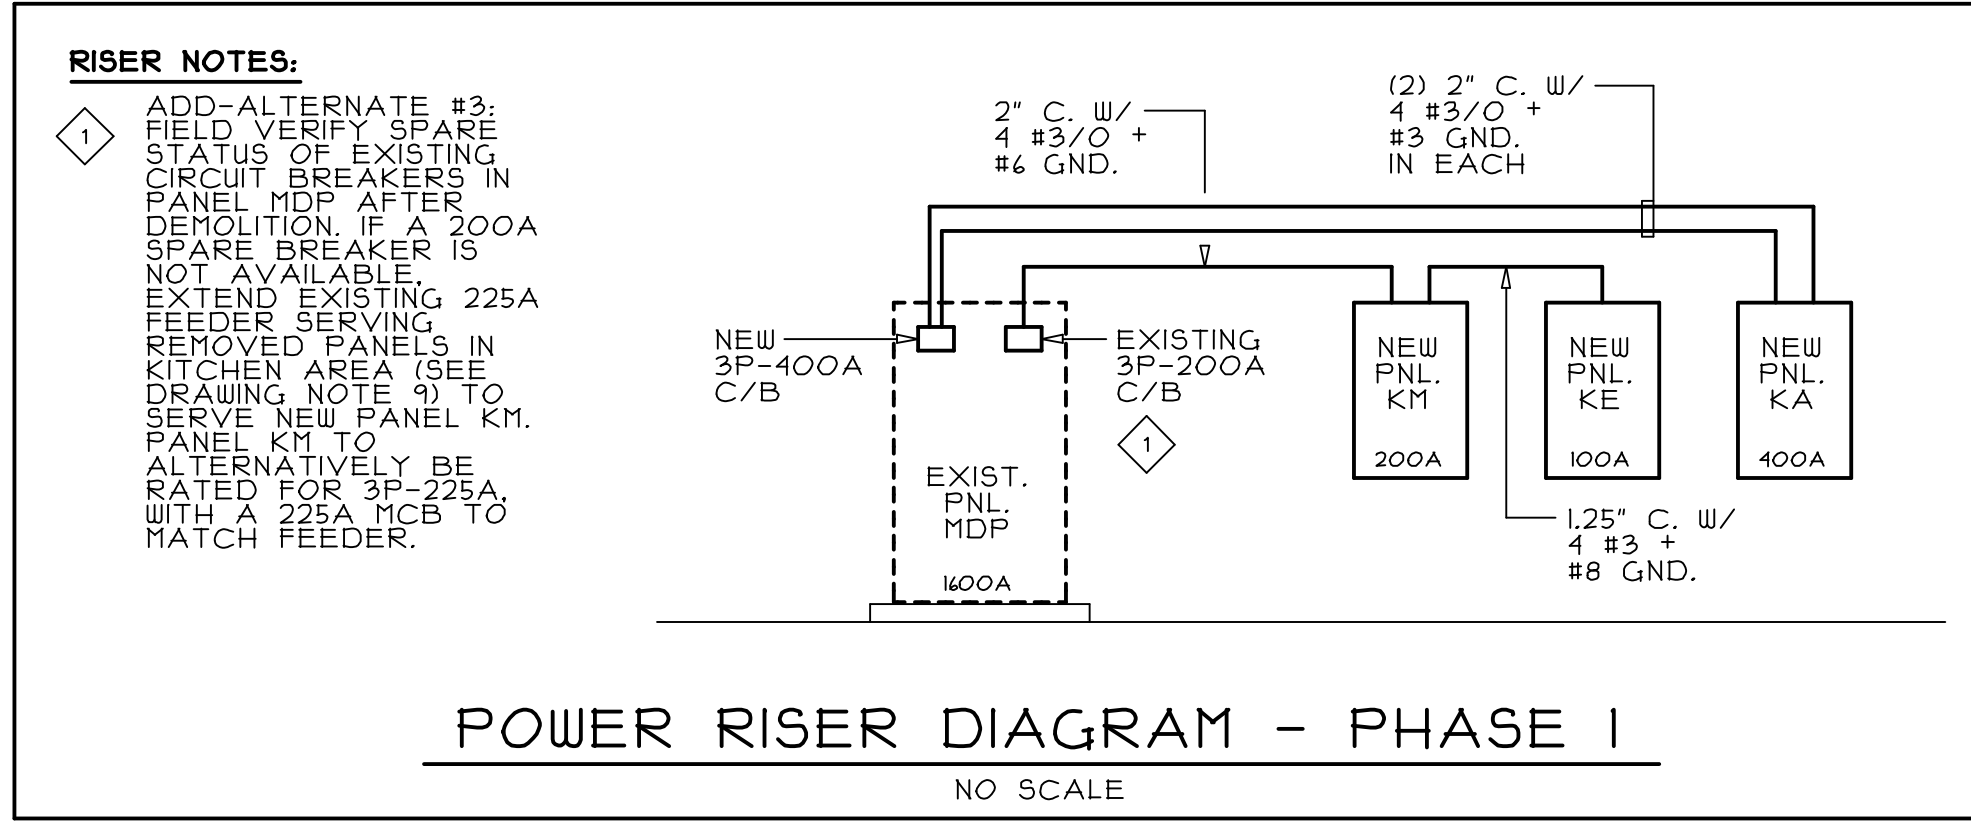 RISER NOTES:
1
ADD-ALTERNATE #3:
FIELD VERIFY SPARE
STATUS OF EXISTING
CIRCUIT BREAKERS IN
PANEL MDP AFTER
DEMOLITION. IF A 200A
SPARE BREAKER IS
NOT AVAILABLE,
EXTEND EXISTING 225A
FEEDER SERVING
REMOVED PANELS IN
KITCHEN AREA (SEE
DRAWING NOTE 9) TO
SERVE NEW PANEL KM.
PANEL KM TO
ALTERNATIVELY BE
RATED FOR 3P-225A,
WITH A 225A MCB TO
MATCH FEEDER.
2" C. W/
4 #3/0 +
#6 GND.
(2) 2" C. W/
4 #3/0 +
#3 GND.
IN EACH
NEW
3P-400A
C/B
EXISTING
3P-200A
C/B
1
EXIST.
PNL.
MDP
1600A
NEW
PNL.
KM
200A
NEW
PNL.
KE
100A
NEW
PNL.
KA
400A
1.25" C. W/
4 #3 +
#8 GND.
POWER RISER DIAGRAM - PHASE 1
NO SCALE